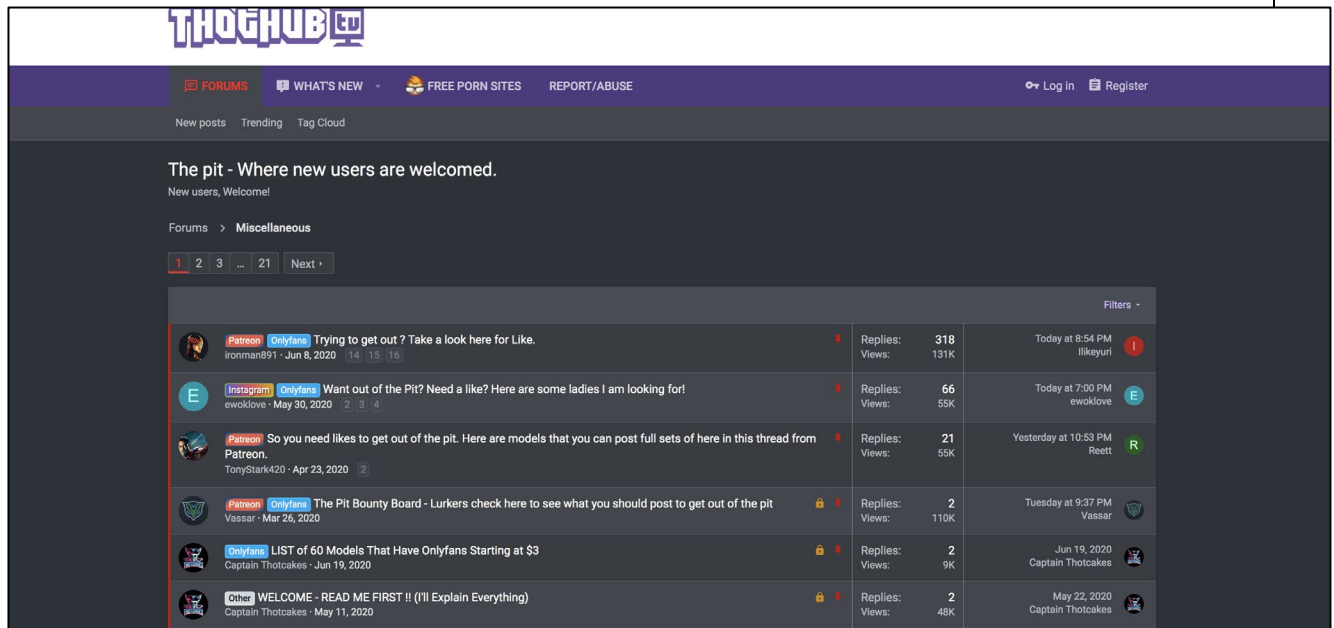 THOTHUB tv
FORUMS WHAT'S NEW FREE PORN SITES REPORT/ABUSE Log in Register
New posts Trending Tag Cloud
The pit - Where new users are welcomed.
New users, Welcome!
Forums > Miscellaneous
1 2 3 ... 21 Next
Filters
Patreon Onlyfans Trying to get out ? Take a look here for Like. Replies: 318 Today at 8:54 PM
ironman891 · Jun 8, 2020 14 15 16 Views: 131K Ilikeyuri I
E Instagram Onlyfans Want out of the Pit? Need a like? Here are some ladies I am looking for! Replies: 66 Today at 7:00 PM
ewoklove · May 30, 2020 2 3 4 Views: 55K ewoklove E
Patreon So you need likes to get out of the pit. Here are models that you can post full sets of here in this thread from Replies: 21 Yesterday at 10:53 PM
Patreon. Views: 55K Reett R
TonyStark420 · Apr 23, 2020 2
Patreon Onlyfans The Pit Bounty Board - Lurkers check here to see what you should post to get out of the pit Replies: 2 Tuesday at 9:37 PM
Vassar · Mar 26, 2020 Views: 110K Vassar
Onlyfans LIST of 60 Models That Have Onlyfans Starting at $3 Replies: 2 Jun 19, 2020
Captain Thotcakes · Jun 19, 2020 Views: 9K Captain Thotcakes
Other WELCOME - READ ME FIRST !! (I'll Explain Everything) Replies: 2 May 22, 2020
Captain Thotcakes · May 11, 2020 Views: 48K Captain Thotcakes